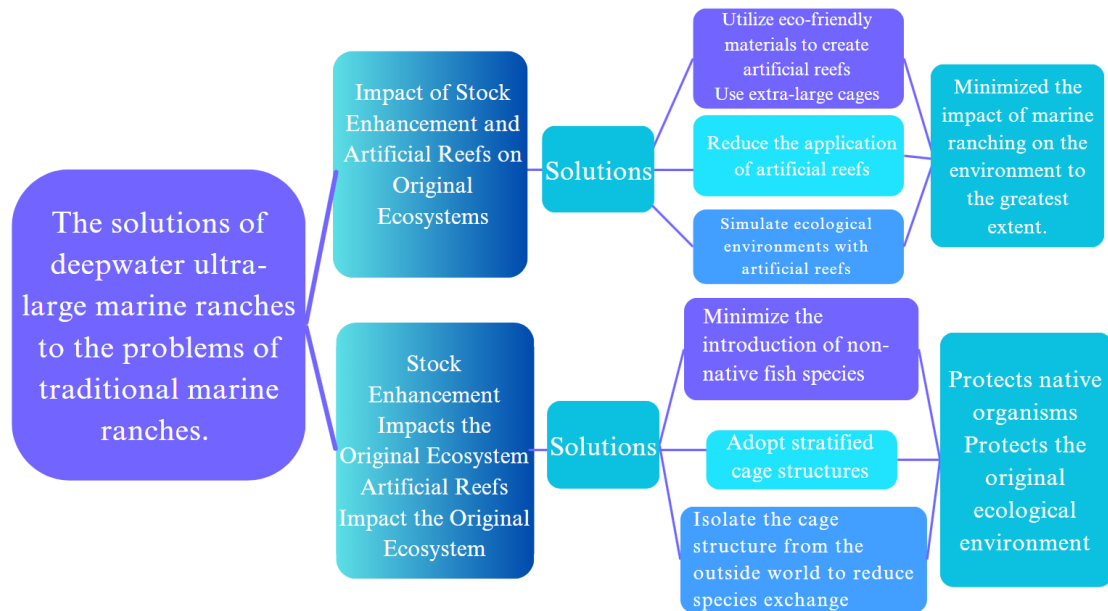 The solutions of
deepwater ultra-
large marine ranches
to the problems of
traditional marine
ranches.
Impact of Stock
Enhancement and
Artificial Reefs on
Original
Ecosystems
Solutions
Utilize eco-friendly
materials to create
artificial reefs
Use extra-large cages
Reduce the application
of artificial reefs
Simulate ecological
environments with
artificial reefs
Minimized the
impact of marine
ranching on the
environment to
the greatest
extent.
Stock
Enhancement
Impacts the
Original Ecosystem
Artificial Reefs
Impact the Original
Ecosystem
Solutions
Minimize the
introduction of non-
native fish species
Adopt stratified
cage structures
Isolate the cage
structure from the
outside world to reduce
species exchange
Protects native
organisms
Protects the
original
ecological
environment